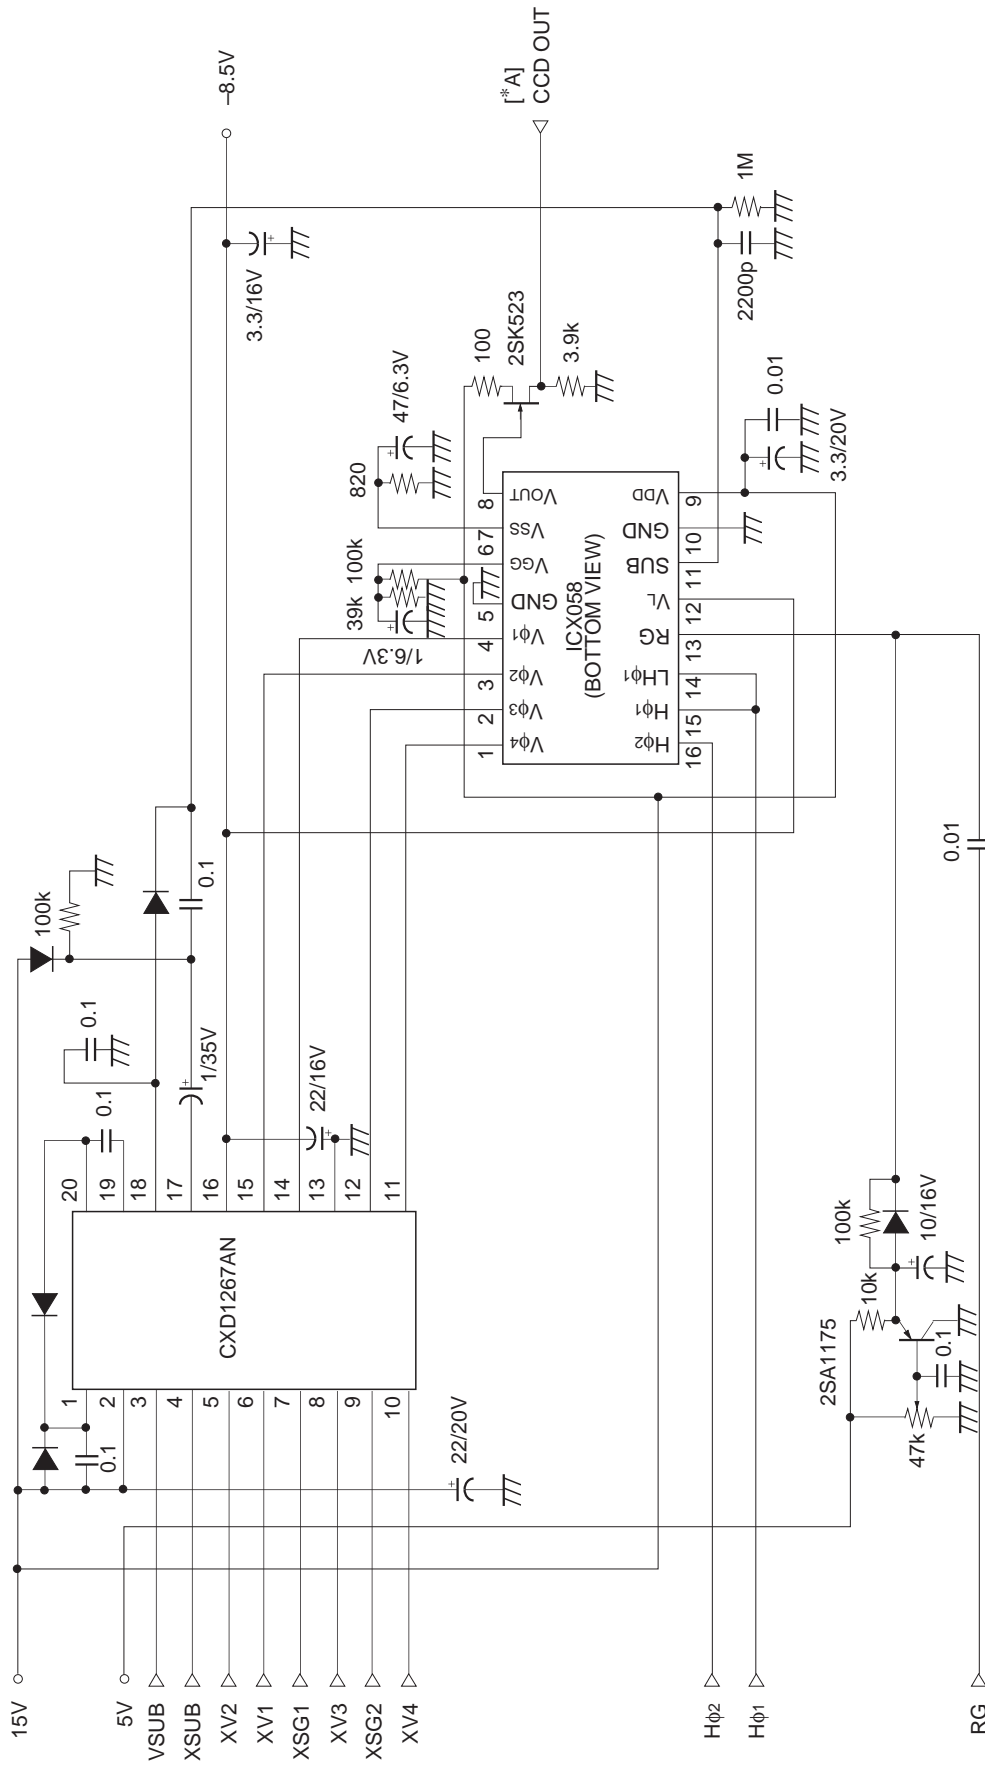 15V
5V
VSUB
XSUB
XV2
XV1
XSG1
XV3
XSG2
XV4
Hϕ2
Hϕ1
RG
22/20V
0.1
1
2
3
4
5
6
7
8
9
10
CXD1267AN
20
19
18
17
16
15
14
13
12
11
0.1
0.1
1/35V
22/16V
100k
0.1
47k
0.1
2SA1175
10k
100k
10/16V
0.01
ICX058
(BOTTOM VIEW)
1
2
3
4
5
6
7
8
Vϕ4
Vϕ3
Vϕ2
Vϕ1
GND
VGG
VSS
VOUT
16
15
14
13
12
11
10
9
Hϕ2
Hϕ1
LHϕ1
RG
VL
SUB
GND
VDD
1/6.3V
39k
100k
820
47/6.3V
100
2SK523
3.9k
3.3/20V
0.01
3.3/16V
2200p
1M
–8.5V
[*A]
CCD OUT